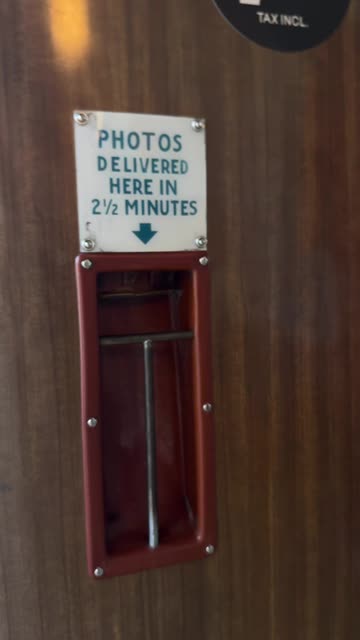 TAX INCL.
PHOTOS
DELIVERED
HERE IN
2½ MINUTES